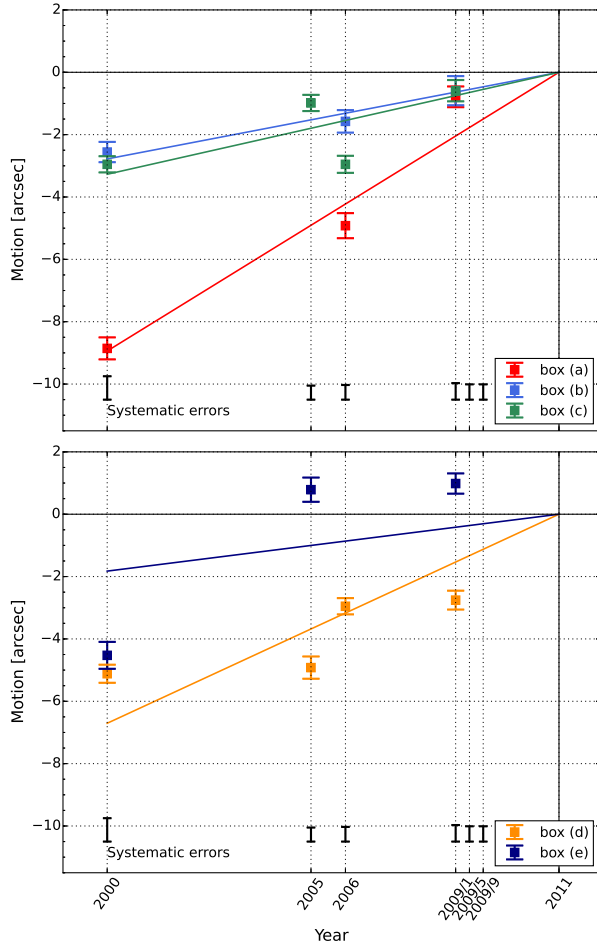 2
0
−2
−4
−6
−8
−10
Motion [arcsec]
Systematic errors
box (a)
box (b)
box (c)
2
0
−2
−4
−6
−8
−10
Motion [arcsec]
Systematic errors
box (d)
box (e)
2000
2005
2006
2009/1
2009/5
2009/9
2011
Year